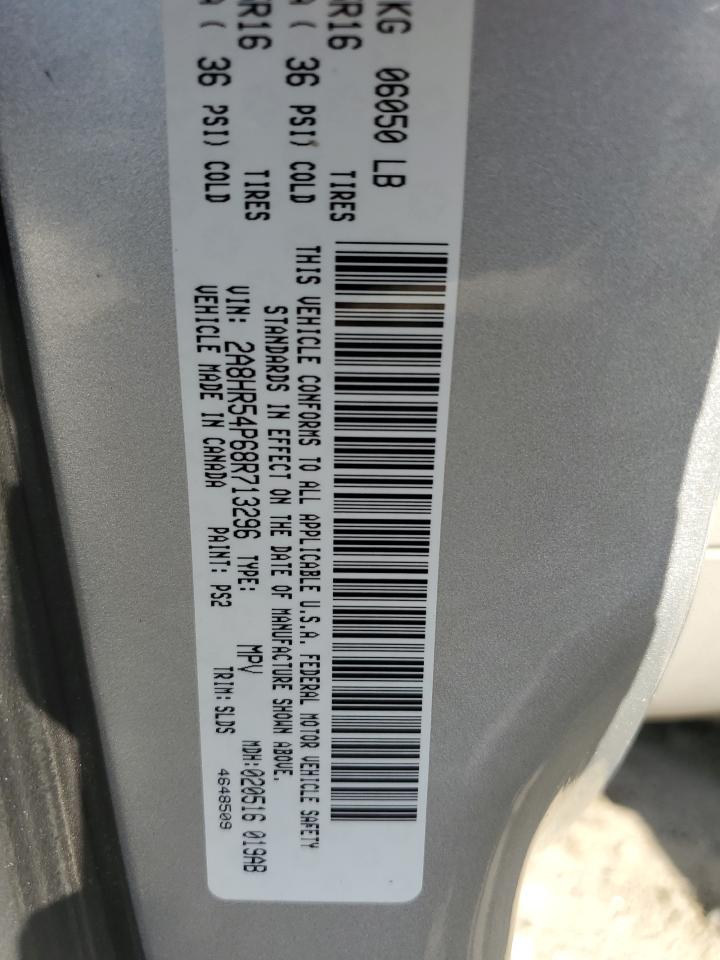 KG 06050 LB
R16 TIRES
A ( 36 PSI) COLD
R16 TIRES
A ( 36 PSI) COLD
THIS VEHICLE CONFORMS TO ALL APPLICABLE U.S.A. FEDERAL MOTOR VEHICLE SAFETY
STANDARDS IN EFFECT ON THE DATE OF MANUFACTURE SHOWN ABOVE.
VIN: 2A8HR54P68R713296 TYPE: MPV MDH:020516 019AB
VEHICLE MADE IN CANADA PAINT: PS2 TRIM: SLDS 4648509